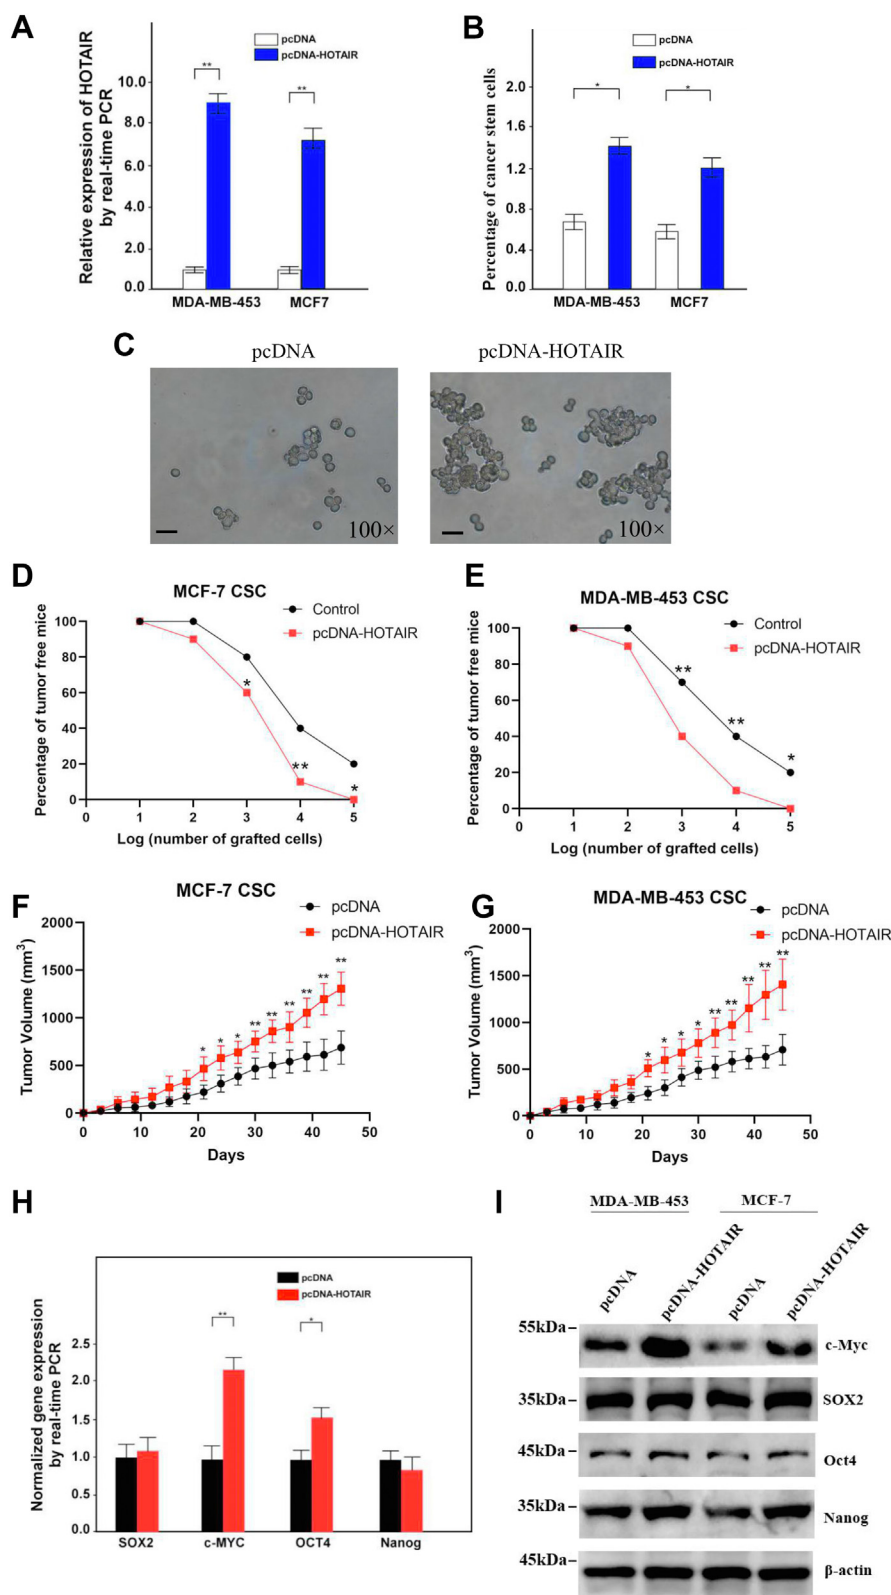 A
Relative expression of HOTAIR
by real-time PCR
pcDNA
pcDNA-HOTAIR
**
**
10.0
8.0
6.0
4.0
2.0
0.0
MDA-MB-453
MCF7
B
Percentage of cancer stem cells
pcDNA
pcDNA-HOTAIR
*
*
2.0
1.6
1.2
0.8
0.4
0.0
MDA-MB-453
MCF7
C
pcDNA
pcDNA-HOTAIR
100×
100×
D
MCF-7 CSC
Control
pcDNA-HOTAIR
Percentage of tumor free mice
100
80
60
40
20
0
*
**
*
0 1 2 3 4 5
Log (number of grafted cells)
E
MDA-MB-453 CSC
Control
pcDNA-HOTAIR
Percentage of tumor free mice
100
80
60
40
20
0
**
**
*
0 1 2 3 4 5
Log (number of grafted cells)
F
MCF-7 CSC
pcDNA
pcDNA-HOTAIR
Tumor Volume (mm³)
2000
1500
1000
500
0
* * * ** ** ** ** ** **
0 10 20 30 40 50
Days
G
MDA-MB-453 CSC
pcDNA
pcDNA-HOTAIR
Tumor Volume (mm³)
2000
1500
1000
500
0
* * * * ** ** ** ** **
0 10 20 30 40 50
Days
H
pcDNA
pcDNA-HOTAIR
Normalized gene expression
by real-time PCR
**
*
2.5
2.0
1.5
1.0
0.5
0.0
SOX2
c-MYC
OCT4
Nanog
I
MDA-MB-453
MCF-7
pcDNA
pcDNA-HOTAIR
pcDNA
pcDNA-HOTAIR
55kDa
c-Myc
35kDa
SOX2
45kDa
Oct4
35kDa
Nanog
45kDa
β-actin